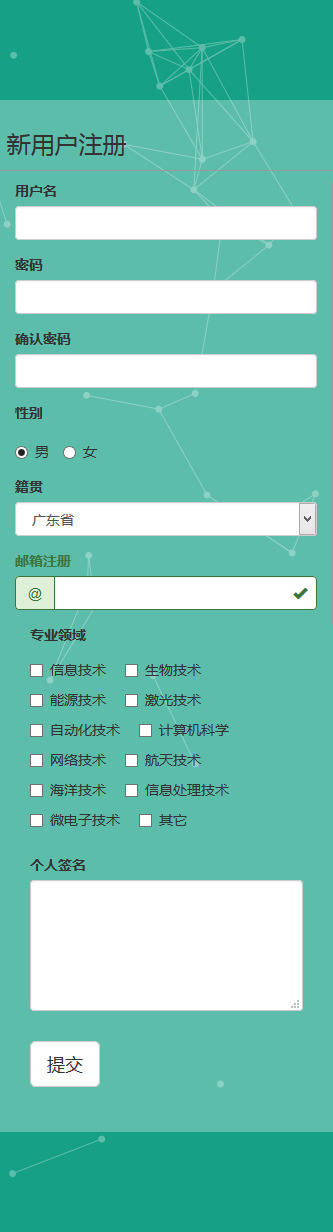 新用户注册
用户名
密码
确认密码
性别
男 女
籍贯
广东省
邮箱注册
@
专业领域
信息技术 生物技术
能源技术 激光技术
自动化技术 计算机科学
网络技术 航天技术
海洋技术 信息处理技术
微电子技术 其它
个人签名
提交